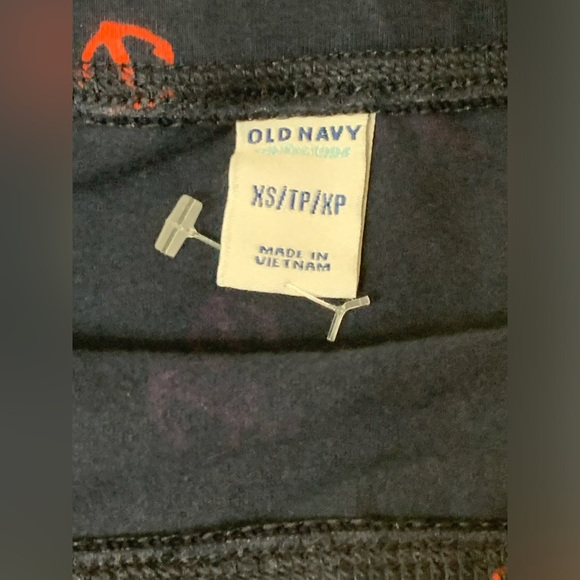 OLD NAVY
XS/TP/XP
MADE IN
VIETNAM